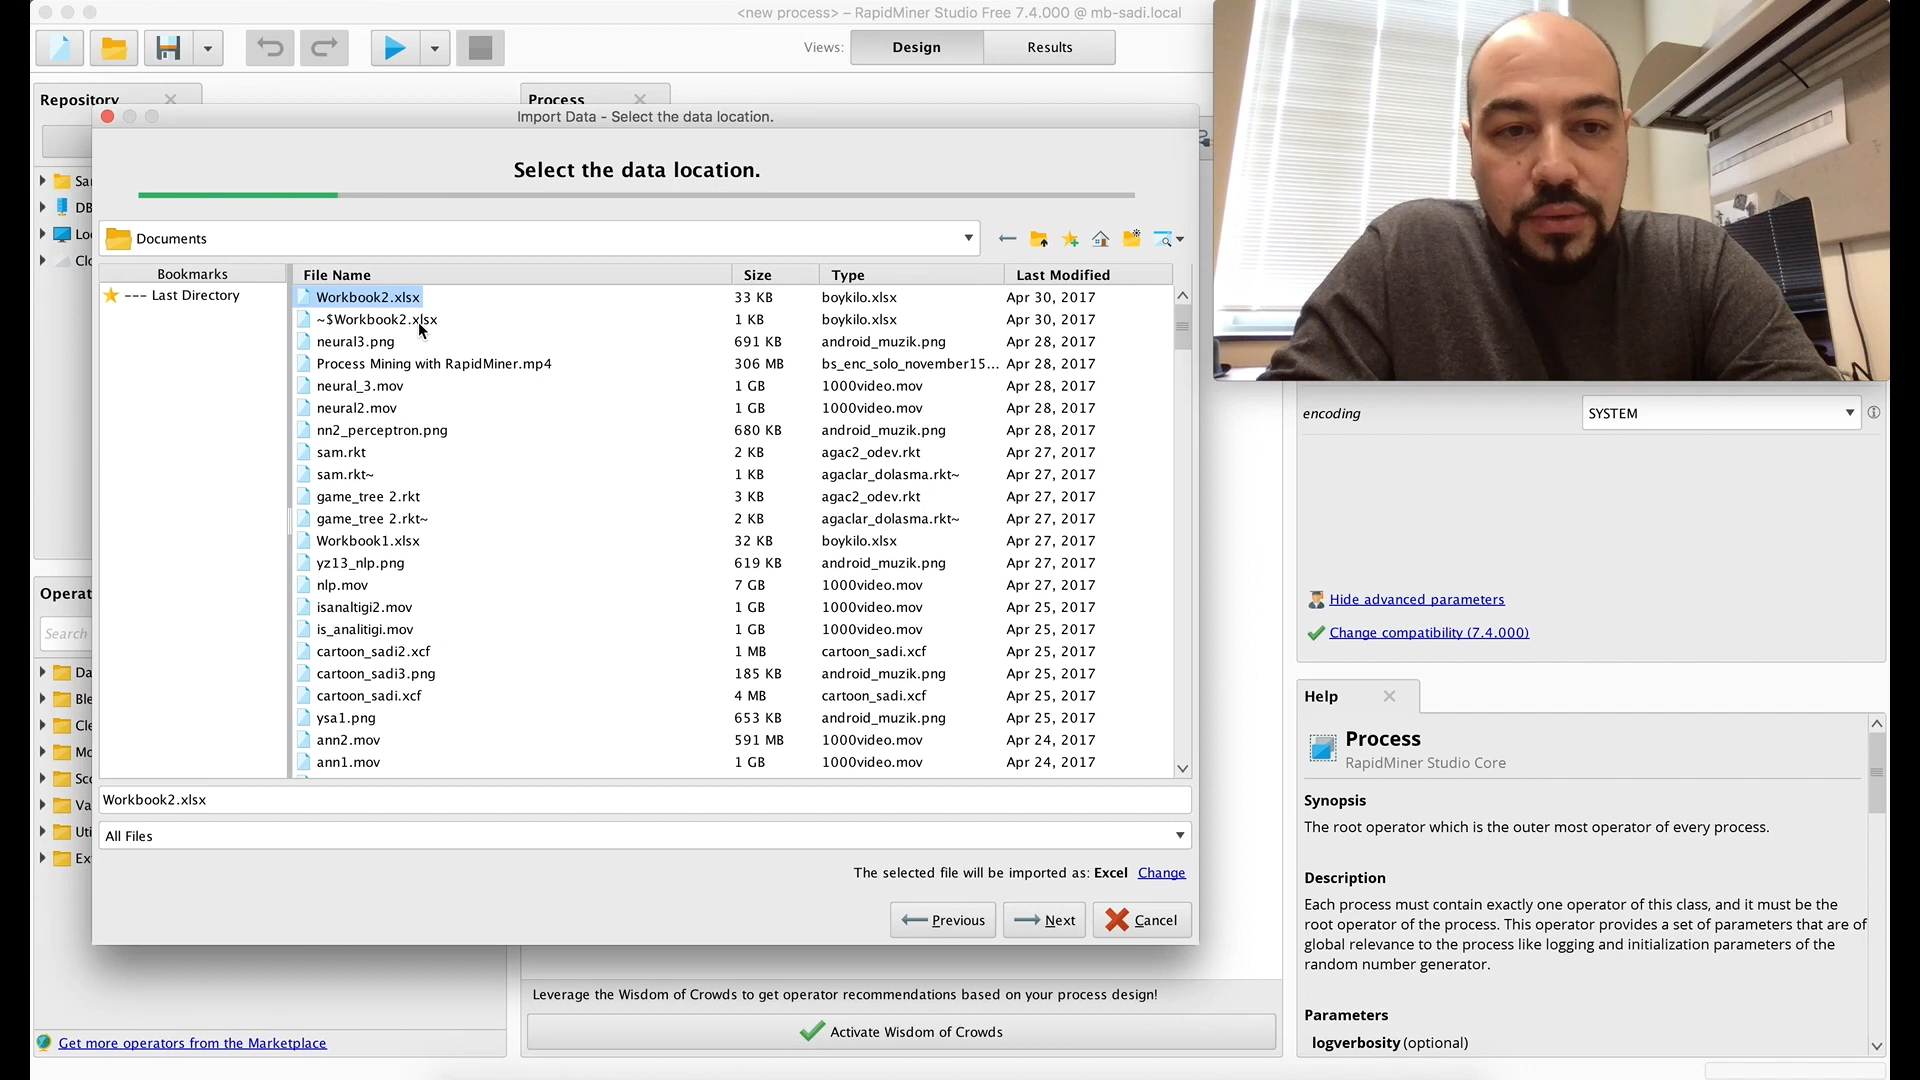 <new process> – RapidMiner Studio Free 7.4.000 @ mb-sadi.local
Views:
Design
Results
Repository
Process
Import Data - Select the data location.
Select the data location.
Documents
Bookmarks
--- Last Directory
File Name Size Type Last Modified
Workbook2.xlsx 33 KB boykilo.xlsx Apr 30, 2017
~$Workbook2.xlsx 1 KB boykilo.xlsx Apr 30, 2017
neural3.png 691 KB android_muzik.png Apr 28, 2017
Process Mining with RapidMiner.mp4 306 MB bs_enc_solo_november15... Apr 28, 2017
neural_3.mov 1 GB 1000video.mov Apr 28, 2017
neural2.mov 1 GB 1000video.mov Apr 28, 2017
nn2_perceptron.png 680 KB android_muzik.png Apr 28, 2017
sam.rkt 2 KB agac2_odev.rkt Apr 27, 2017
sam.rkt~ 1 KB agaclar_dolasma.rkt~ Apr 27, 2017
game_tree 2.rkt 3 KB agac2_odev.rkt Apr 27, 2017
game_tree 2.rkt~ 2 KB agaclar_dolasma.rkt~ Apr 27, 2017
Workbook1.xlsx 32 KB boykilo.xlsx Apr 27, 2017
yz13_nlp.png 619 KB android_muzik.png Apr 27, 2017
nlp.mov 7 GB 1000video.mov Apr 27, 2017
isanaltigi2.mov 1 GB 1000video.mov Apr 25, 2017
is_analitigi.mov 1 GB 1000video.mov Apr 25, 2017
cartoon_sadi2.xcf 1 MB cartoon_sadi.xcf Apr 25, 2017
cartoon_sadi3.png 185 KB android_muzik.png Apr 25, 2017
cartoon_sadi.xcf 4 MB cartoon_sadi.xcf Apr 25, 2017
ysa1.png 653 KB android_muzik.png Apr 25, 2017
ann2.mov 591 MB 1000video.mov Apr 24, 2017
ann1.mov 1 GB 1000video.mov Apr 24, 2017
Workbook2.xlsx
All Files
The selected file will be imported as: Excel Change
Previous
Next
Cancel
Sa
DB
Lo
Clo
Operat
Search
Da
Ble
Cle
Mo
Sco
Va
Uti
Ex
Get more operators from the Marketplace
Leverage the Wisdom of Crowds to get operator recommendations based on your process design!
Activate Wisdom of Crowds
encoding
SYSTEM
Hide advanced parameters
Change compatibility (7.4.000)
Help
Process
RapidMiner Studio Core
Synopsis
The root operator which is the outer most operator of every process.
Description
Each process must contain exactly one operator of this class, and it must be the
root operator of the process. This operator provides a set of parameters that are of
global relevance to the process like logging and initialization parameters of the
random number generator.
Parameters
logverbosity (optional)